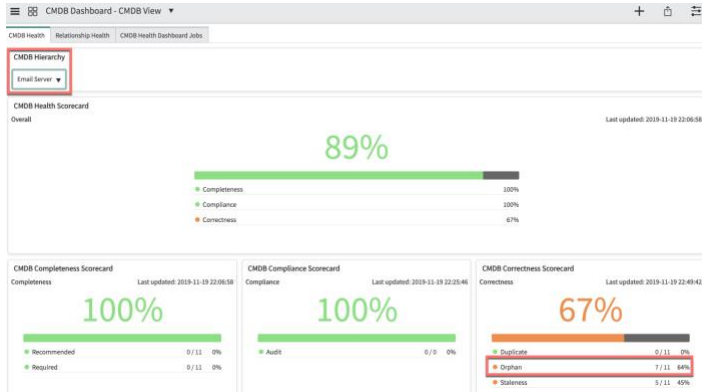 CMDB Dashboard - CMDB View
CMDB Health Relationship Health CMDB Health Dashboard Jobs
CMDB Hierarchy
Email Server
CMDB Health Scorecard
Overall Last updated: 2019-11-19 22:06:58
89%
Completeness 100%
Compliance 100%
Correctness 67%
CMDB Completeness Scorecard
Completeness Last updated: 2019-11-19 22:06:58
100%
Recommended 0 / 11 0%
Required 0 / 11 0%
CMDB Compliance Scorecard
Compliance Last updated: 2019-11-19 22:25:46
100%
Audit 0 / 0 0%
CMDB Correctness Scorecard
Correctness Last updated: 2019-11-19 22:49:42
67%
Duplicate 0 / 11 0%
Orphan 7 / 11 64%
Staleness 5 / 11 45%